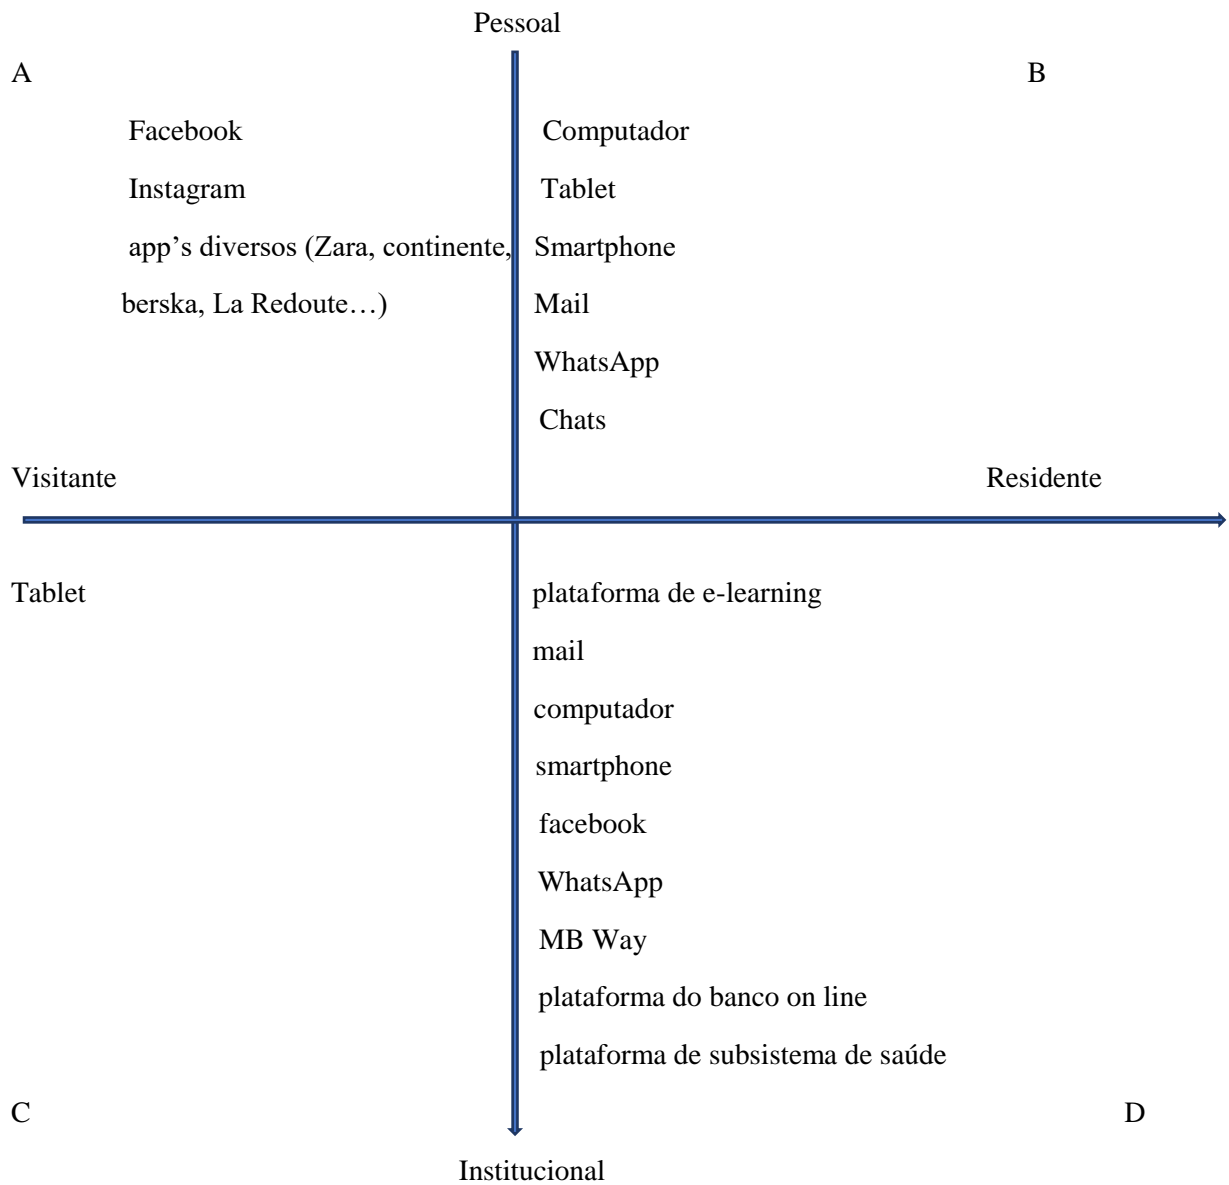 Pessoal
A B
Facebook Computador
Instagram Tablet
app’s diversos (Zara, continente, Smartphone
berska, La Redoute…) Mail
WhatsApp
Chats
Visitante Residente
Tablet plataforma de e-learning
mail
computador
smartphone
facebook
WhatsApp
MB Way
plataforma do banco on line
plataforma de subsistema de saúde
C D
Institucional